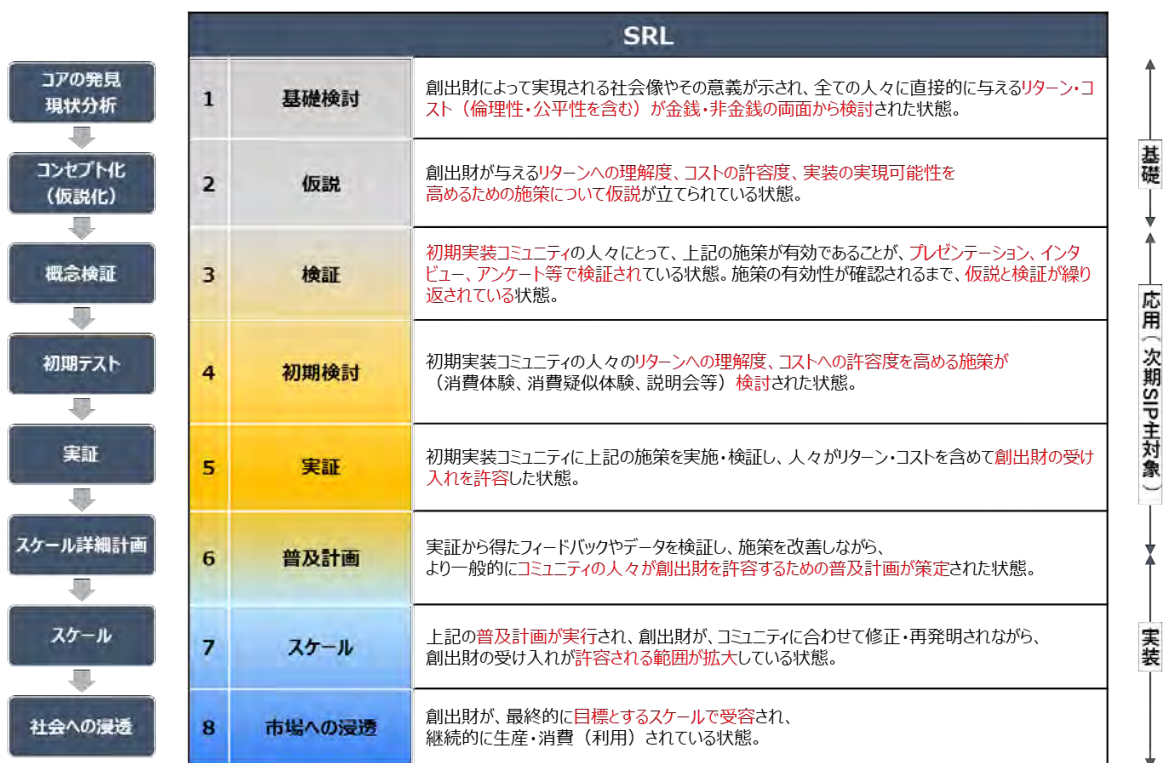 SRL
コアの発見
現状分析
1
基礎検討
創出財によって実現される社会像やその意義が示され、全ての人々に直接的に与えるリターン・コ
スト（倫理性・公平性を含む）が金銭・非金銭の両面から検討された状態。
コンセプト化
（仮説化）
2
仮説
創出財が与えるリターンへの理解度、コストの許容度、実装の実現可能性を
高めるための施策について仮説が立てられている状態。
基礎
概念検証
3
検証
初期実装コミュニティの人々にとって、上記の施策が有効であることが、プレゼンテーション、インタ
ビュー、アンケート等で検証されている状態。施策の有効性が確認されるまで、仮説と検証が繰り
返されている状態。
初期テスト
4
初期検討
初期実装コミュニティの人々のリターンへの理解度、コストへの許容度を高める施策が
（消費体験、消費疑似体験、説明会等）検討された状態。
実証
5
実証
初期実装コミュニティに上記の施策を実施・検証し、人々がリターン・コストを含めて創出財の受け
入れを許容した状態。
応用（次期SIP主対象）
スケール詳細計画
6
普及計画
実証から得たフィードバックやデータを検証し、施策を改善しながら、
より一般的にコミュニティの人々が創出財を許容するための普及計画が策定された状態。
スケール
7
スケール
上記の普及計画が実行され、創出財が、コミュニティに合わせて修正・再発明されながら、
創出財の受け入れが許容される範囲が拡大している状態。
実装
社会への浸透
8
市場への浸透
創出財が、最終的に目標とするスケールで受容され、
継続的に生産・消費（利用）されている状態。